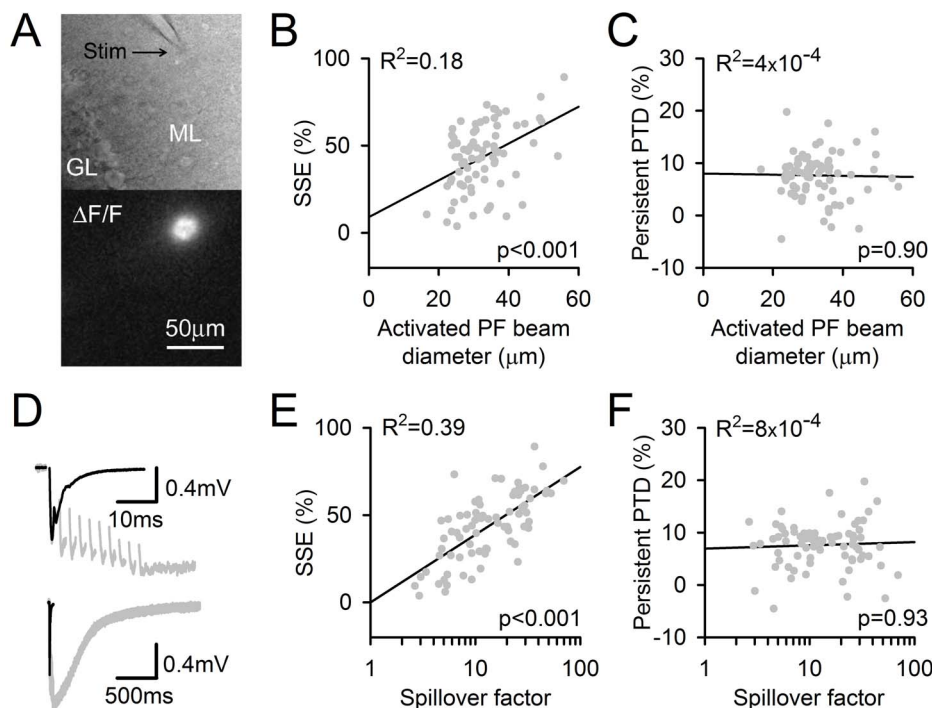 A
Stim
ML
GL
ΔF/F
50μm
B
R²=0.18
100
50
0
SSE (%)
p<0.001
0 20 40 60
Activated PF beam
diameter (μm)
C
R²=4x10⁻⁴
30
20
10
0
-10
Persistent PTD (%)
p=0.90
0 20 40 60
Activated PF beam
diameter (μm)
D
0.4mV
10ms
0.4mV
500ms
E
R²=0.39
100
50
0
SSE (%)
p<0.001
1 10 100
Spillover factor
F
R²=8x10⁻⁴
30
20
10
0
-10
Persistent PTD (%)
p=0.93
1 10 100
Spillover factor